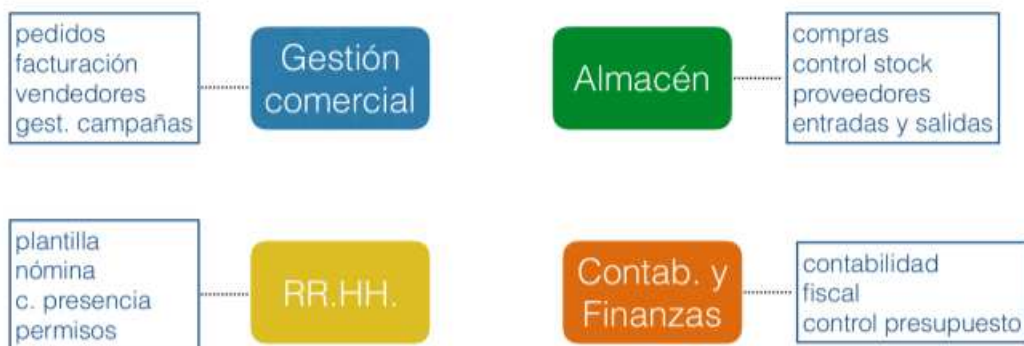 pedidos
facturación
vendedores
gest. campañas
Gestión
comercial
Almacén
compras
control stock
proveedores
entradas y salidas
plantilla
nómina
c. presencia
permisos
RR.HH.
Contab. y
Finanzas
contabilidad
fiscal
control presupuesto